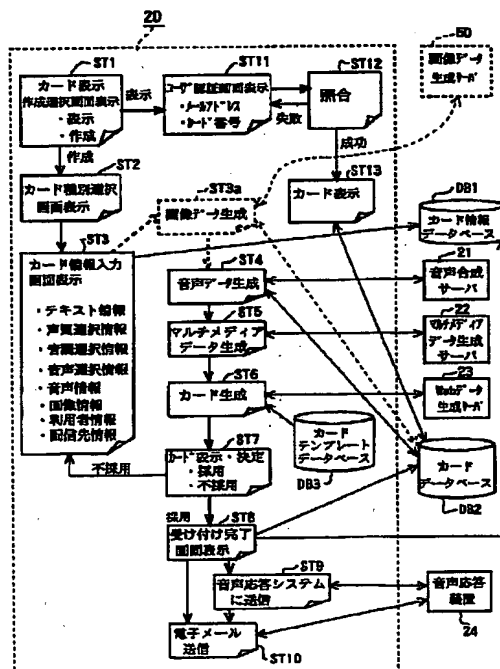 20
ST1
カード表示
作成選択画面表示
・表示
・作成
表示
ST11
ユーザ認証画面表示
・メールアドレス
・カード番号
ST12
照合
失敗
成功
50
画像データ
生成サーバ
作成
ST2
カード種別選択
画面表示
ST3a
画像データ生成
ST13
カード表示
DB1
カード情報
データベース
ST3
カード情報入力
画面表示
・テキスト情報
・声質選択情報
・音調選択情報
・音声選択情報
・音声情報
・画像情報
・利用者情報
・配信先情報
ST4
音声データ生成
21
音声合成
サーバ
ST5
マルチメディア
データ生成
22
マルチメディア
データ生成
サーバ
ST6
カード生成
23
Webデータ
生成サーバ
ST7
カード表示・決定
・採用
・不採用
不採用
カード
テンプレート
データベース
DB3
カード
データベース
DB2
採用
ST8
受け付け完了
画面表示
ST9
音声応答システム
に送信
音声応答
装置
24
電子メール
送信
ST10